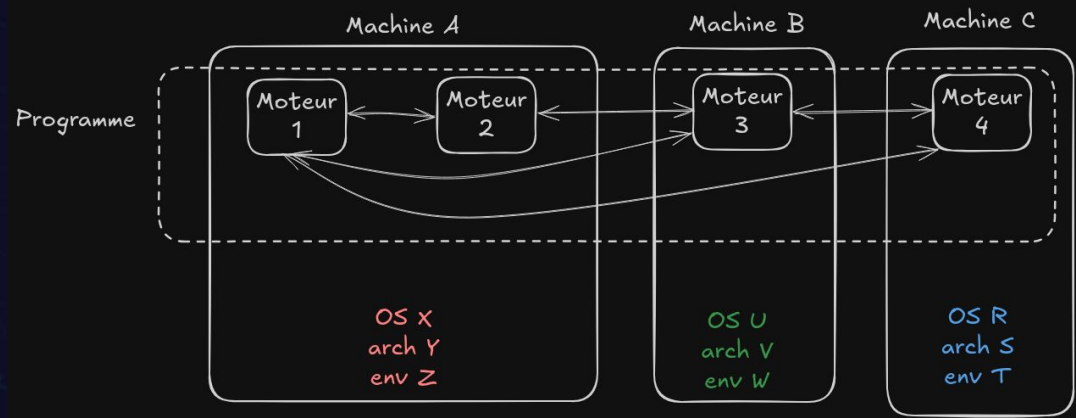 Machine A
Machine B
Machine C
Programme
Moteur
1
Moteur
2
Moteur
3
Moteur
4
OS X
arch Y
env Z
OS U
arch V
env W
OS R
arch S
env T